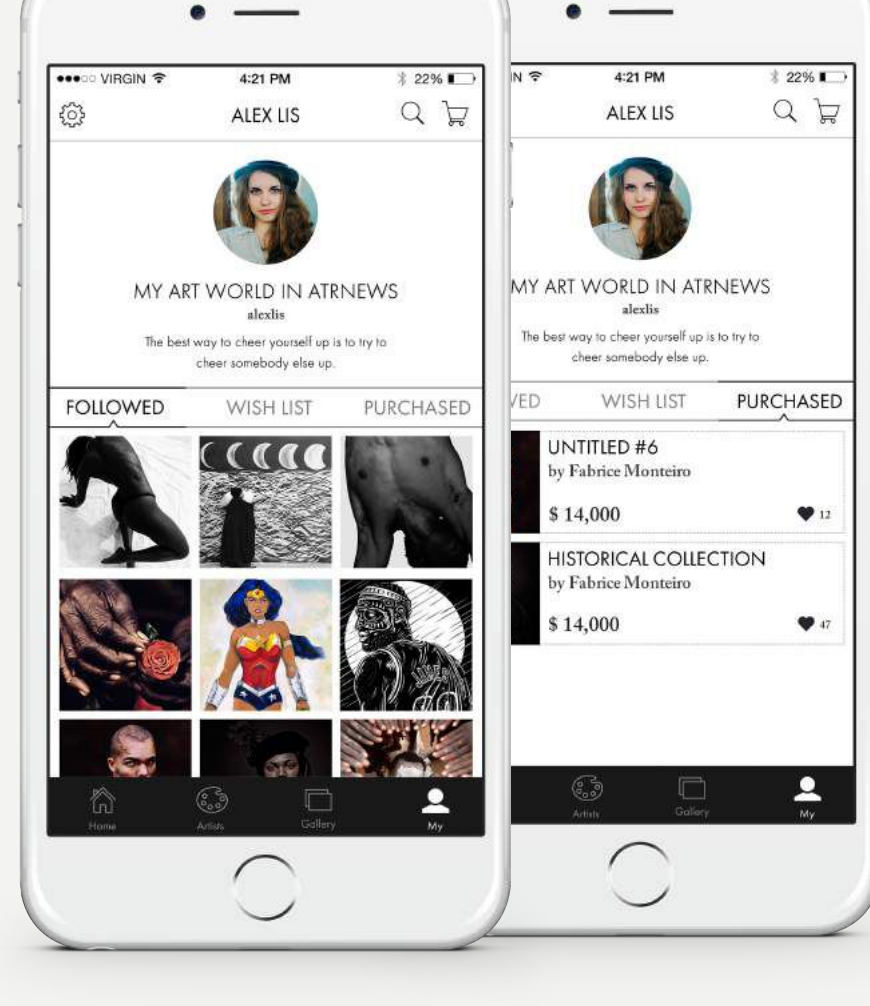 VIRGIN
4:21 PM
22%
ALEX LIS
MY ART WORLD IN ATRNEWS
alexlis
The best way to cheer yourself up is to try to
cheer somebody else up.
FOLLOWED WISH LIST PURCHASED
JAMES
Home Artists Gallery My
IN
4:21 PM
22%
ALEX LIS
MY ART WORLD IN ATRNEWS
alexlis
The best way to cheer yourself up is to try to
cheer somebody else up.
VED WISH LIST PURCHASED
UNTITLED #6
by Fabrice Monteiro
$ 14,000 12
HISTORICAL COLLECTION
by Fabrice Monteiro
$ 14,000 47
Artists Gallery My